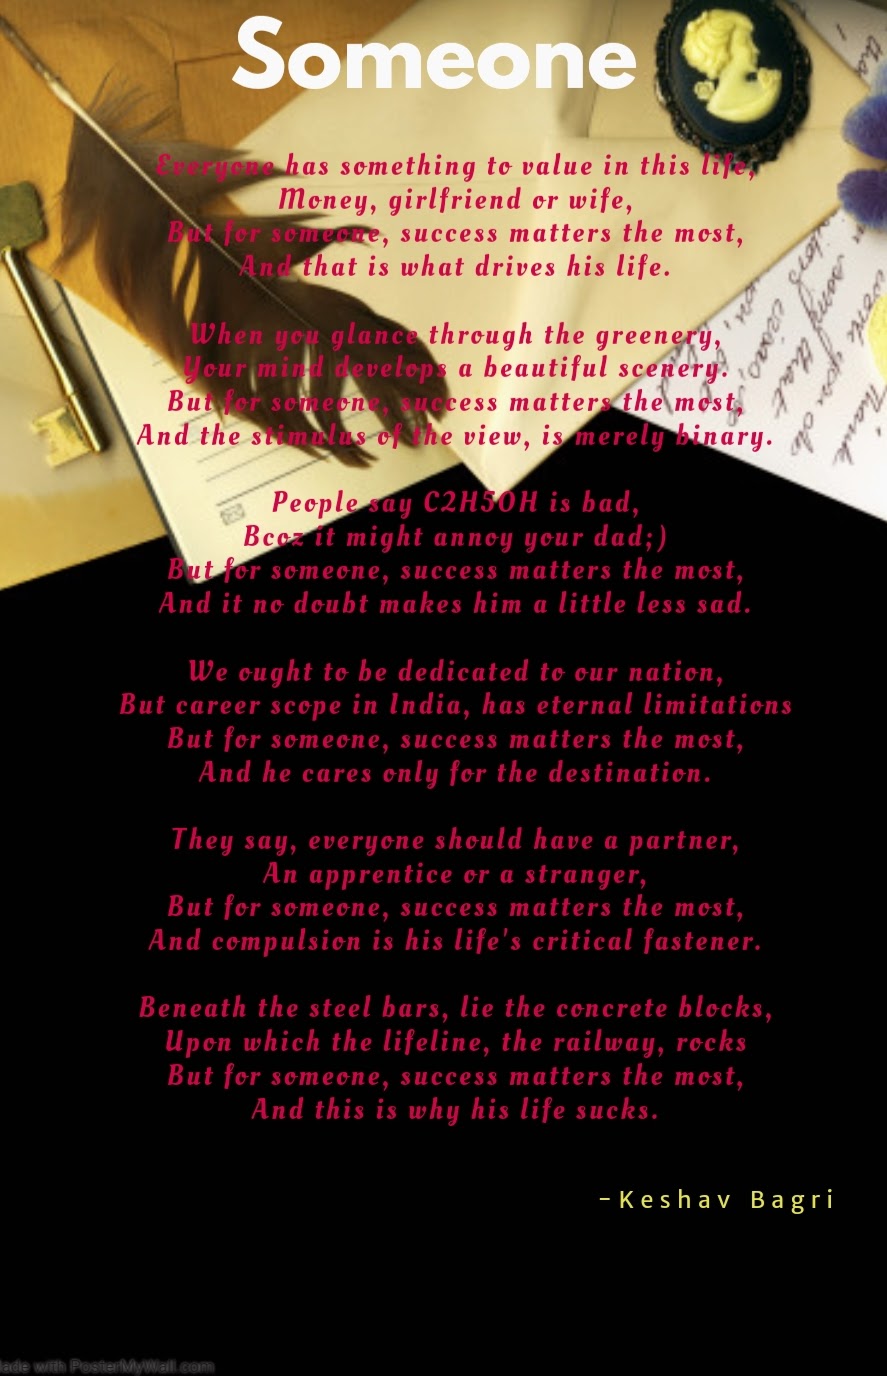 Someone
Everyone has something to value in this life,
Money, girlfriend or wife,
But for someone, success matters the most,
And that is what drives his life.
When you glance through the greenery,
Your mind develops a beautiful scenery.
But for someone, success matters the most,
And the stimulus of the view, is merely binary.
People say C2H5OH is bad,
Bcoz it might annoy your dad;)
But for someone, success matters the most,
And it no doubt makes him a little less sad.
We ought to be dedicated to our nation,
But career scope in India, has eternal limitations
But for someone, success matters the most,
And he cares only for the destination.
They say, everyone should have a partner,
An apprentice or a stranger,
But for someone, success matters the most,
And compulsion is his life's critical fastener.
Beneath the steel bars, lie the concrete blocks,
Upon which the lifeline, the railway, rocks
But for someone, success matters the most,
And this is why his life sucks.
-Keshav Bagri
ade with PosterMyWall.com